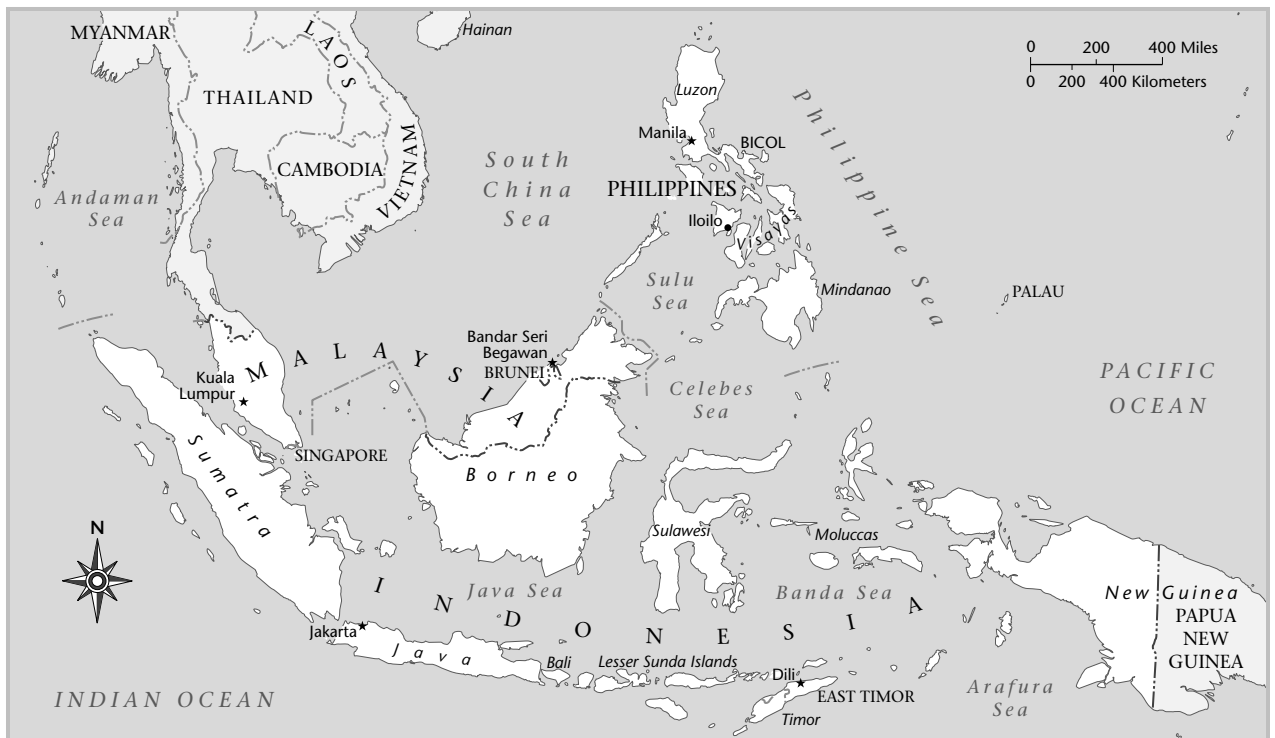 MYANMAR
LAOS
Hainan
0 200 400 Miles
0 200 400 Kilometers
THAILAND
Luzon
Manila
BICOL
Philippine Sea
CAMBODIA
VIETNAM
South
China
Sea
PHILIPPINES
Andaman
Sea
Iloilo
Visayas
Sulu
Sea
Mindanao
PALAU
Bandar Seri
Begawan
BRUNEI
MALAYSIA
Kuala
Lumpur
Celebes
Sea
PACIFIC
OCEAN
SINGAPORE
Sumatra
Borneo
N
Sulawesi
Moluccas
Java Sea
Banda Sea
INDONESIA
New Guinea
PAPUA
NEW
GUINEA
Jakarta
Java
Bali
Lesser Sunda Islands
Dili
EAST TIMOR
Timor
Arafura
Sea
INDIAN OCEAN